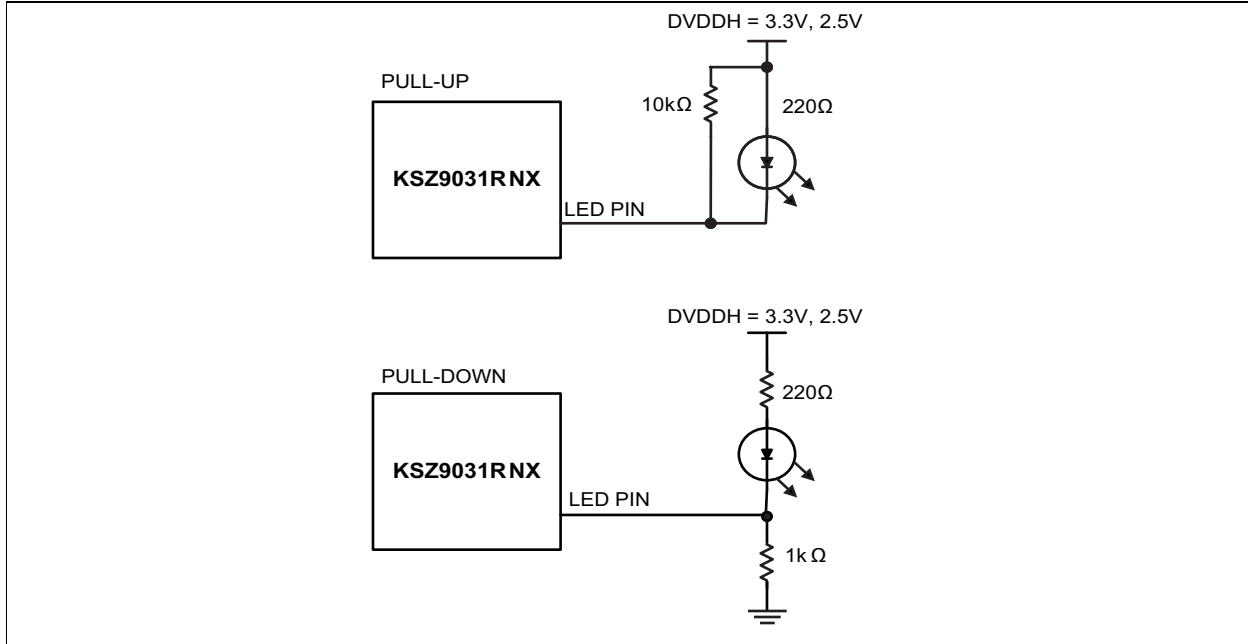 DVDDH = 3.3V, 2.5V
PULL-UP
10kΩ
220Ω
KSZ9031RNX
LED PIN
DVDDH = 3.3V, 2.5V
PULL-DOWN
220Ω
KSZ9031RNX
LED PIN
1kΩ